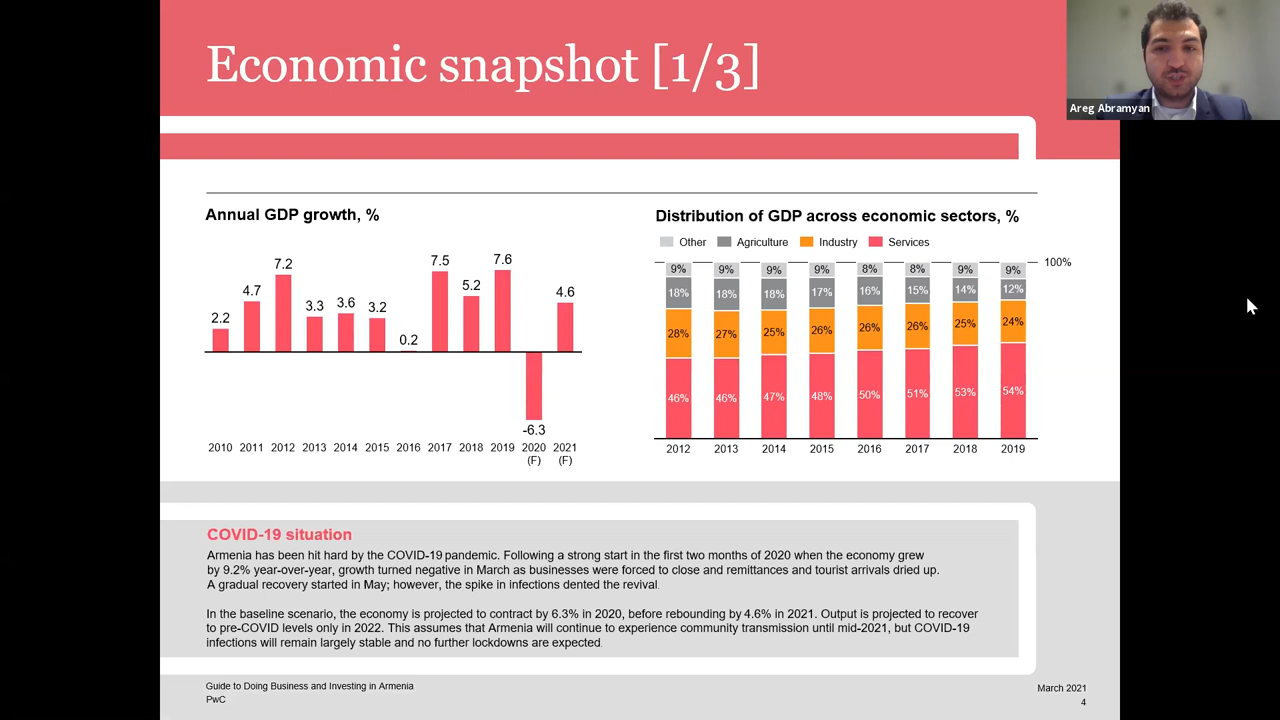 Economic snapshot [1/3]
Areg Abramyan
Annual GDP growth, %
2.2
4.7
7.2
3.3
3.6
3.2
0.2
7.5
5.2
7.6
-6.3
4.6
2010 2011 2012 2013 2014 2015 2016 2017 2018 2019 2020 2021
(F) (F)
Distribution of GDP across economic sectors, %
Other Agriculture Industry Services
100%
9% 9% 9% 9% 8% 8% 9% 9%
18% 18% 18% 17% 16% 15% 14% 12%
28% 27% 25% 26% 26% 26% 25% 24%
46% 46% 47% 48% 50% 51% 53% 54%
2012 2013 2014 2015 2016 2017 2018 2019
COVID-19 situation
Armenia has been hit hard by the COVID-19 pandemic. Following a strong start in the first two months of 2020 when the economy grew
by 9.2% year-over-year, growth turned negative in March as businesses were forced to close and remittances and tourist arrivals dried up.
A gradual recovery started in May; however, the spike in infections dented the revival.
In the baseline scenario, the economy is projected to contract by 6.3% in 2020, before rebounding by 4.6% in 2021. Output is projected to recover
to pre-COVID levels only in 2022. This assumes that Armenia will continue to experience community transmission until mid-2021, but COVID-19
infections will remain largely stable and no further lockdowns are expected.
Guide to Doing Business and Investing in Armenia
PwC
March 2021
4